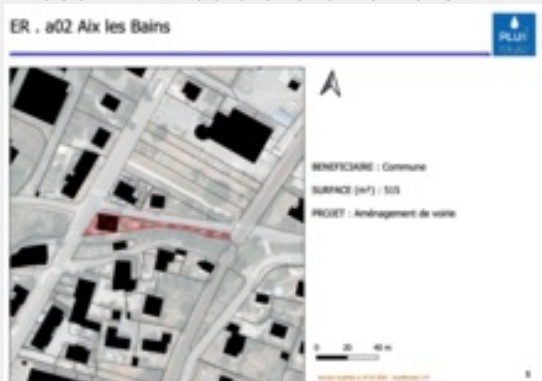 ER . a02 Aix les Bains
PLUi
BENEFICIAIRE : Commune
SURFACE (m²) : 515
PROJET : Aménagement de voirie
0 20 40 m